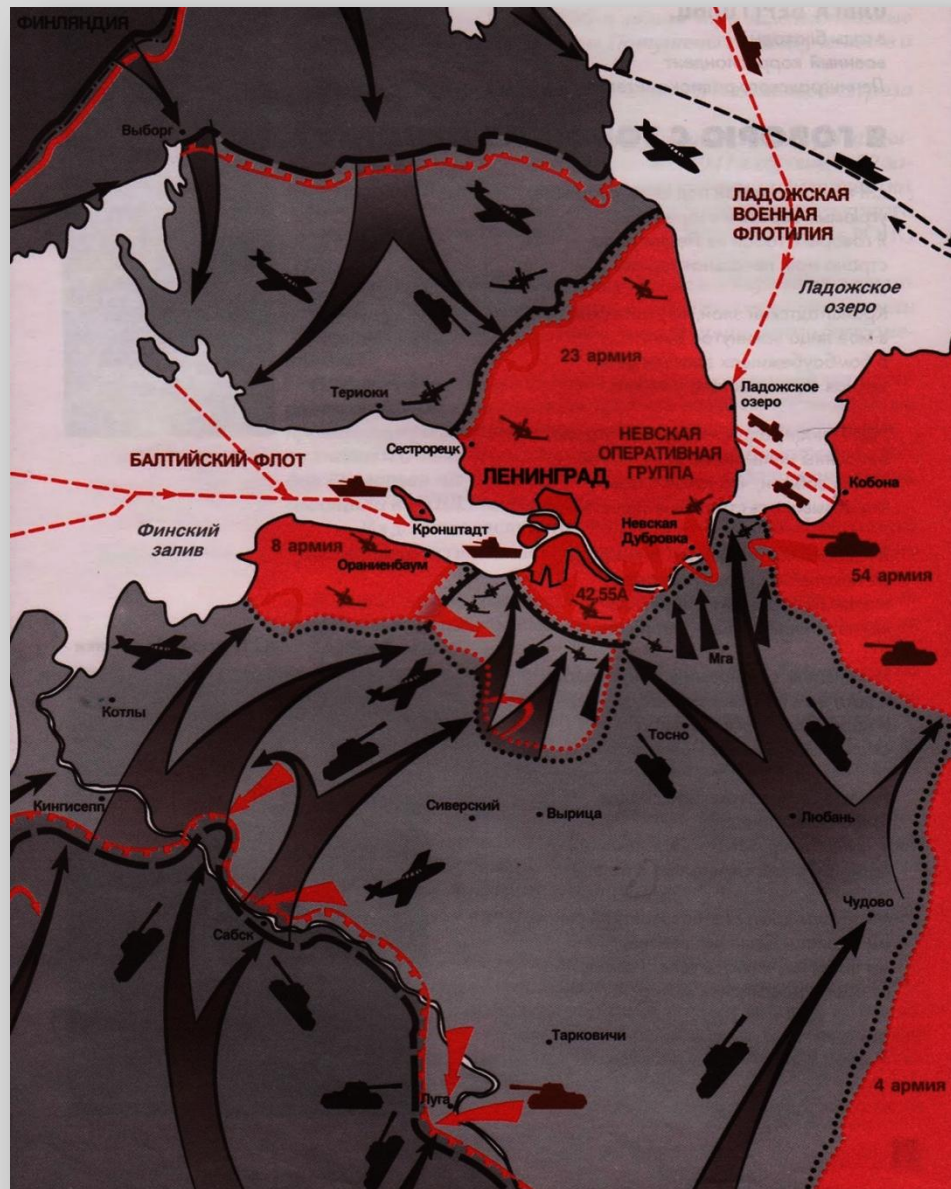 ФИНЛЯНДИЯ
Выборг
ЛАДОЖСКАЯ
ВОЕННАЯ
ФЛОТИЛИЯ
Ладожское
озеро
23 армия
Териоки
Ладожское
озеро
Сестрорецк
НЕВСКАЯ
ОПЕРАТИВНАЯ
ГРУППА
БАЛТИЙСКИЙ ФЛОТ
ЛЕНИНГРАД
Кобона
Финский
залив
Кронштадт
Невская
Дубровка
8 армия
Ораниенбаум
54 армия
42,55А
Мга
Котлы
Тосно
Кингисепп
Сиверский
Вырица
Любань
Чудово
Сабск
Тарковичи
4 армия
Луга